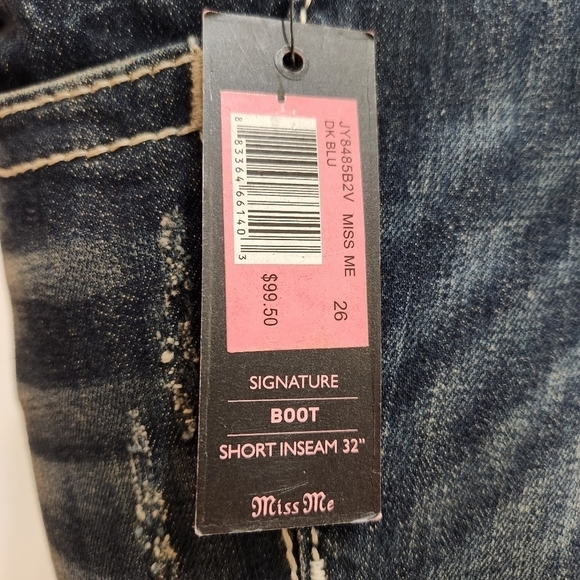 JY8485B2V MISS ME
DK BLU 26
8 83364 66140 3
$99.50
SIGNATURE
BOOT
SHORT INSEAM 32"
Miss Me